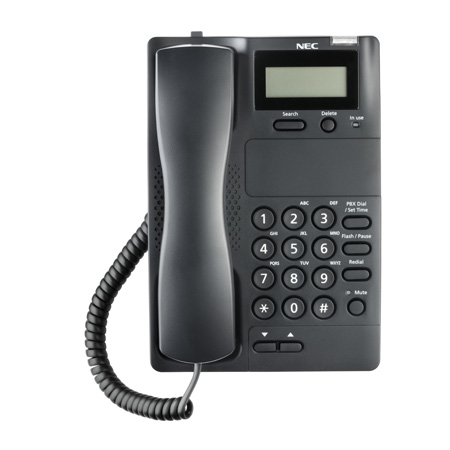 NEC
Search
Delete
In use
ABC DEF
1 2 3
GHI JKL MNO
4 5 6
PQRS TUV WXYZ
7 8 9
* 0 #
PBX Dial
/ Set Time
Flash / Pause
Redial
Mute
▼ ▲